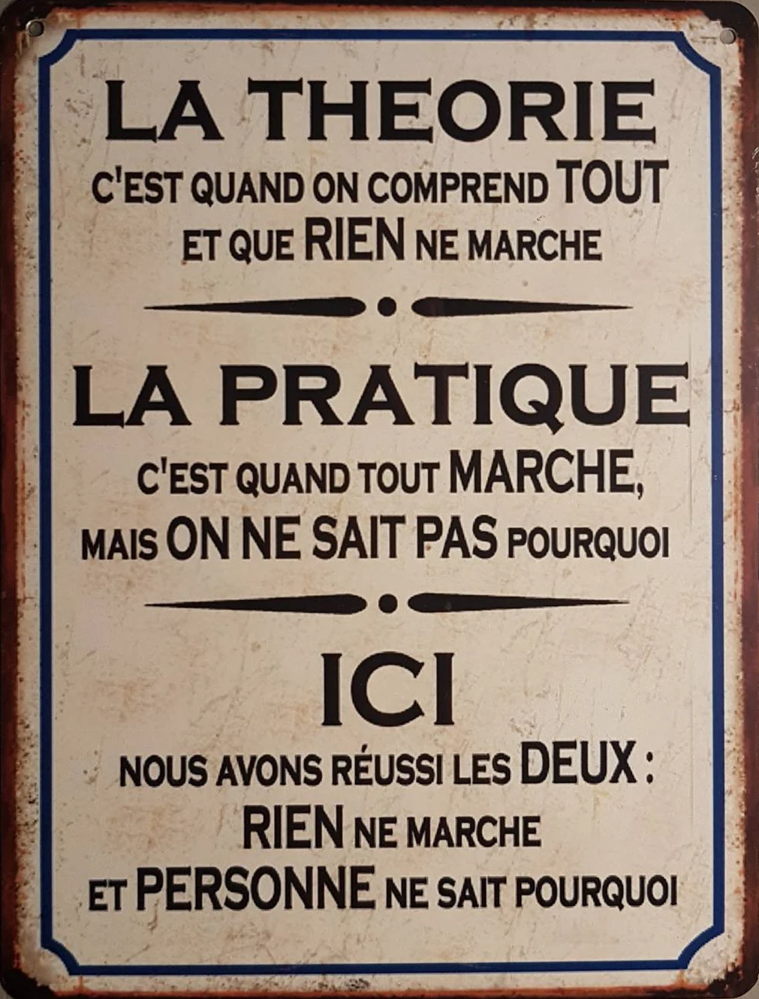 LA THEORIE
C'EST QUAND ON COMPREND TOUT
ET QUE RIEN NE MARCHE
LA PRATIQUE
C'EST QUAND TOUT MARCHE,
MAIS ON NE SAIT PAS POURQUOI
ICI
NOUS AVONS RÉUSSI LES DEUX :
RIEN NE MARCHE
ET PERSONNE NE SAIT POURQUOI